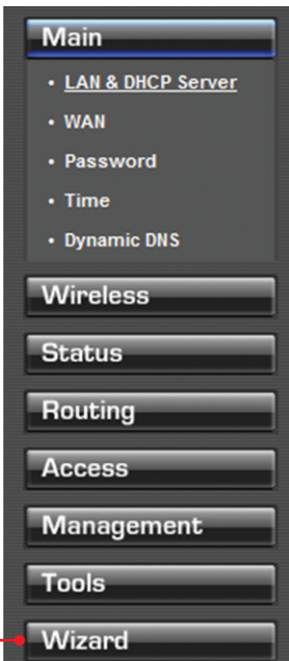 Main
• LAN & DHCP Server
• WAN
• Password
• Time
• Dynamic DNS
Wireless
Status
Routing
Access
Management
Tools
Wizard